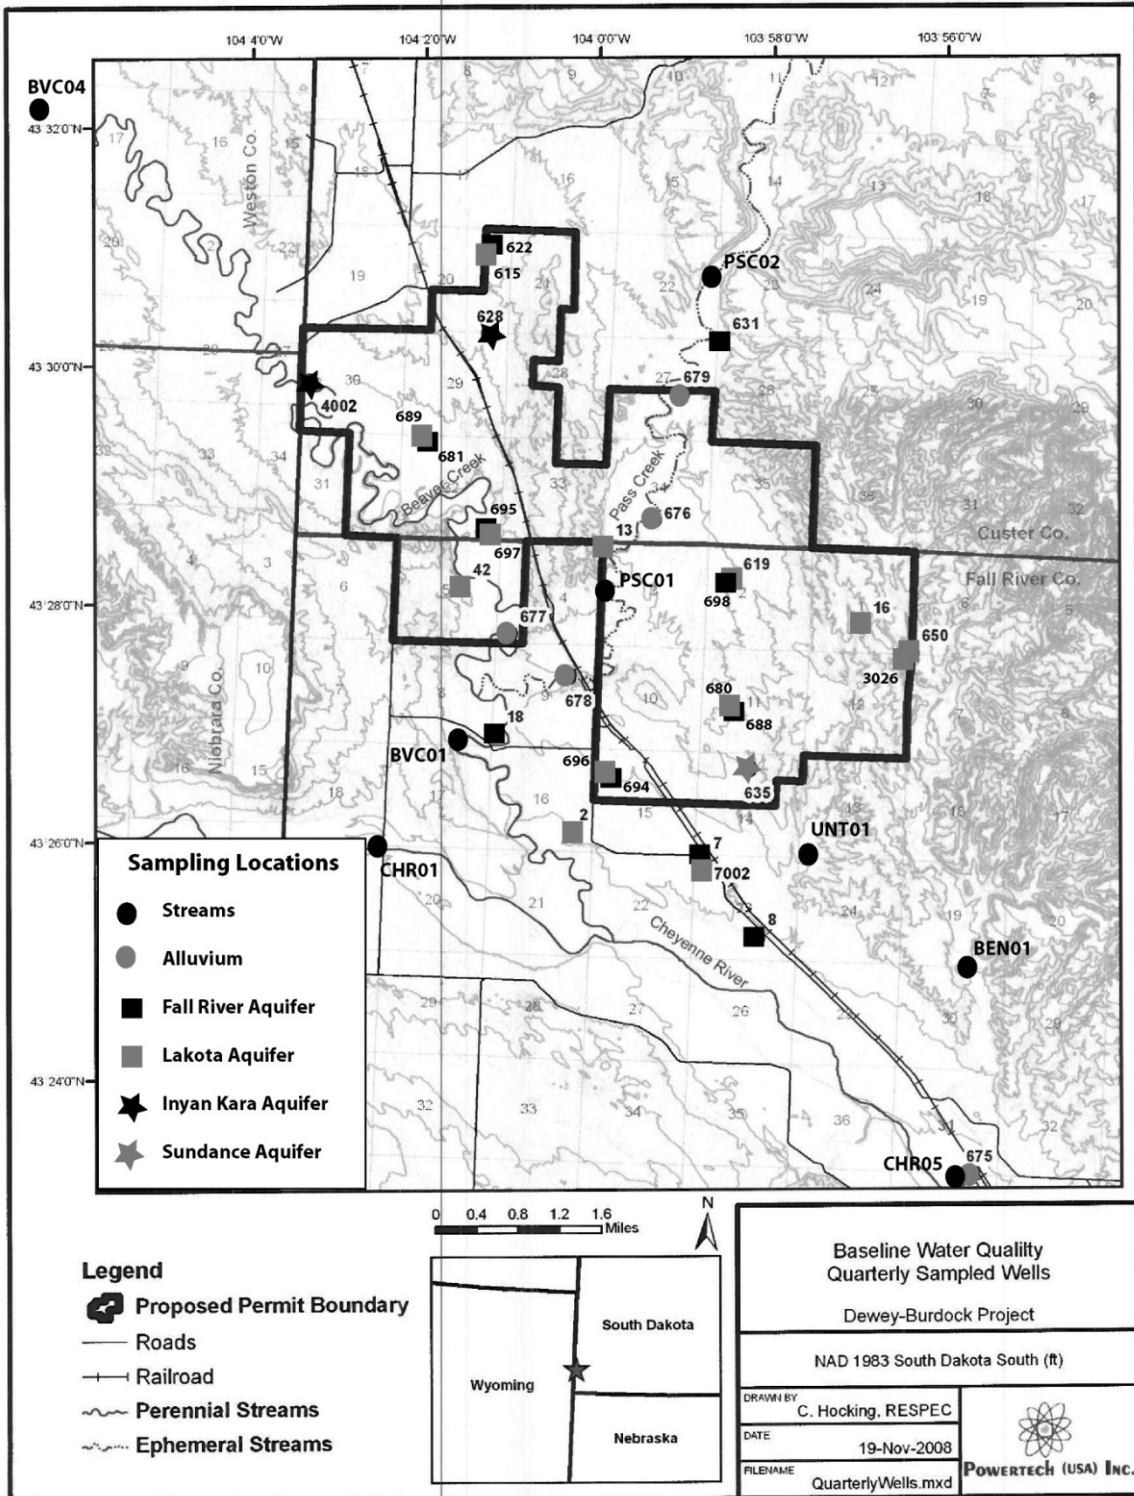 104 4'0"W
104 2'0"W
104 0'0"W
103 58'0"W
103 56'0"W
BVC04
43 32'0"N
Weston Co.
622
615
PSC02
628
631
43 30'0"N
679
4002
689
681
Beaver Creek
Pass Creek
676
695
697
13
Custer Co.
Fall River Co.
42
PSC01
619
698
43 28'0"N
16
650
677
3026
678
680
688
Niobrara Co.
18
BVC01
696
694
635
2
UNT01
43 26'0"N
7
7002
CHR01
8
BEN01
Cheyenne River
43 24'0"N
CHR05
675
Sampling Locations
Streams
Alluvium
Fall River Aquifer
Lakota Aquifer
Inyan Kara Aquifer
Sundance Aquifer
0 0.4 0.8 1.2 1.6
Miles
N
Legend
Proposed Permit Boundary
Roads
Railroad
Perennial Streams
Ephemeral Streams
South Dakota
Wyoming
Nebraska
Baseline Water Qualilty
Quarterly Sampled Wells
Dewey-Burdock Project
NAD 1983 South Dakota South (ft)
DRAWN BY
C. Hocking, RESPEC
DATE
19-Nov-2008
FILENAME
QuarterlyWells.mxd
POWERTECH (USA) INC.